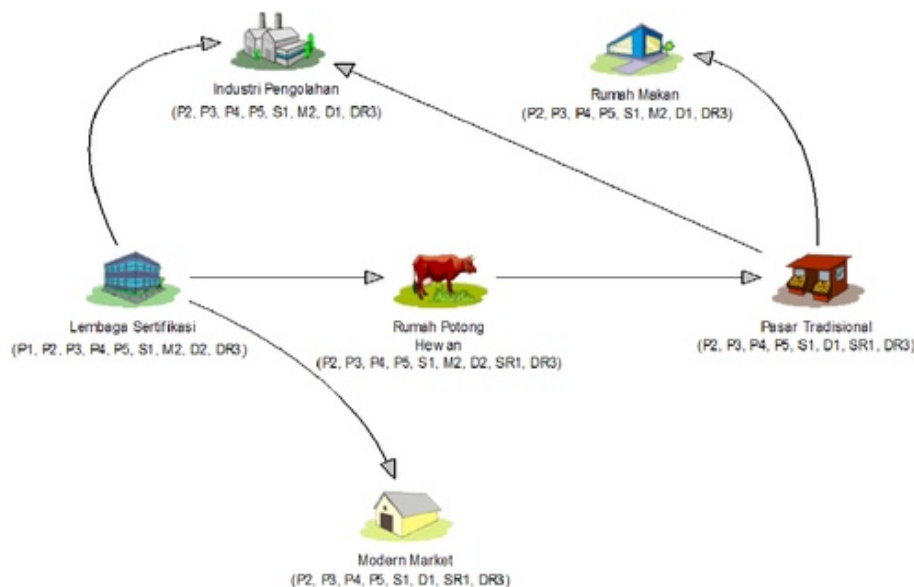 Industri Pengolahan
(P2, P3, P4, P5, S1, M2, D1, DR3)
Rumah Makan
(P2, P3, P4, P5, S1, M2, D1, DR3)
Lembaga Sertifikasi
(P1, P2, P3, P4, P5, S1, M2, D2, DR3)
Rumah Potong
Hewan
(P2, P3, P4, P5, S1, M2, D2, SR1, DR3)
Pasar Tradisional
(P2, P3, P4, P5, S1, D1, SR1, DR3)
Modern Market
(P2, P3, P4, P5, S1, D1, SR1, DR3)